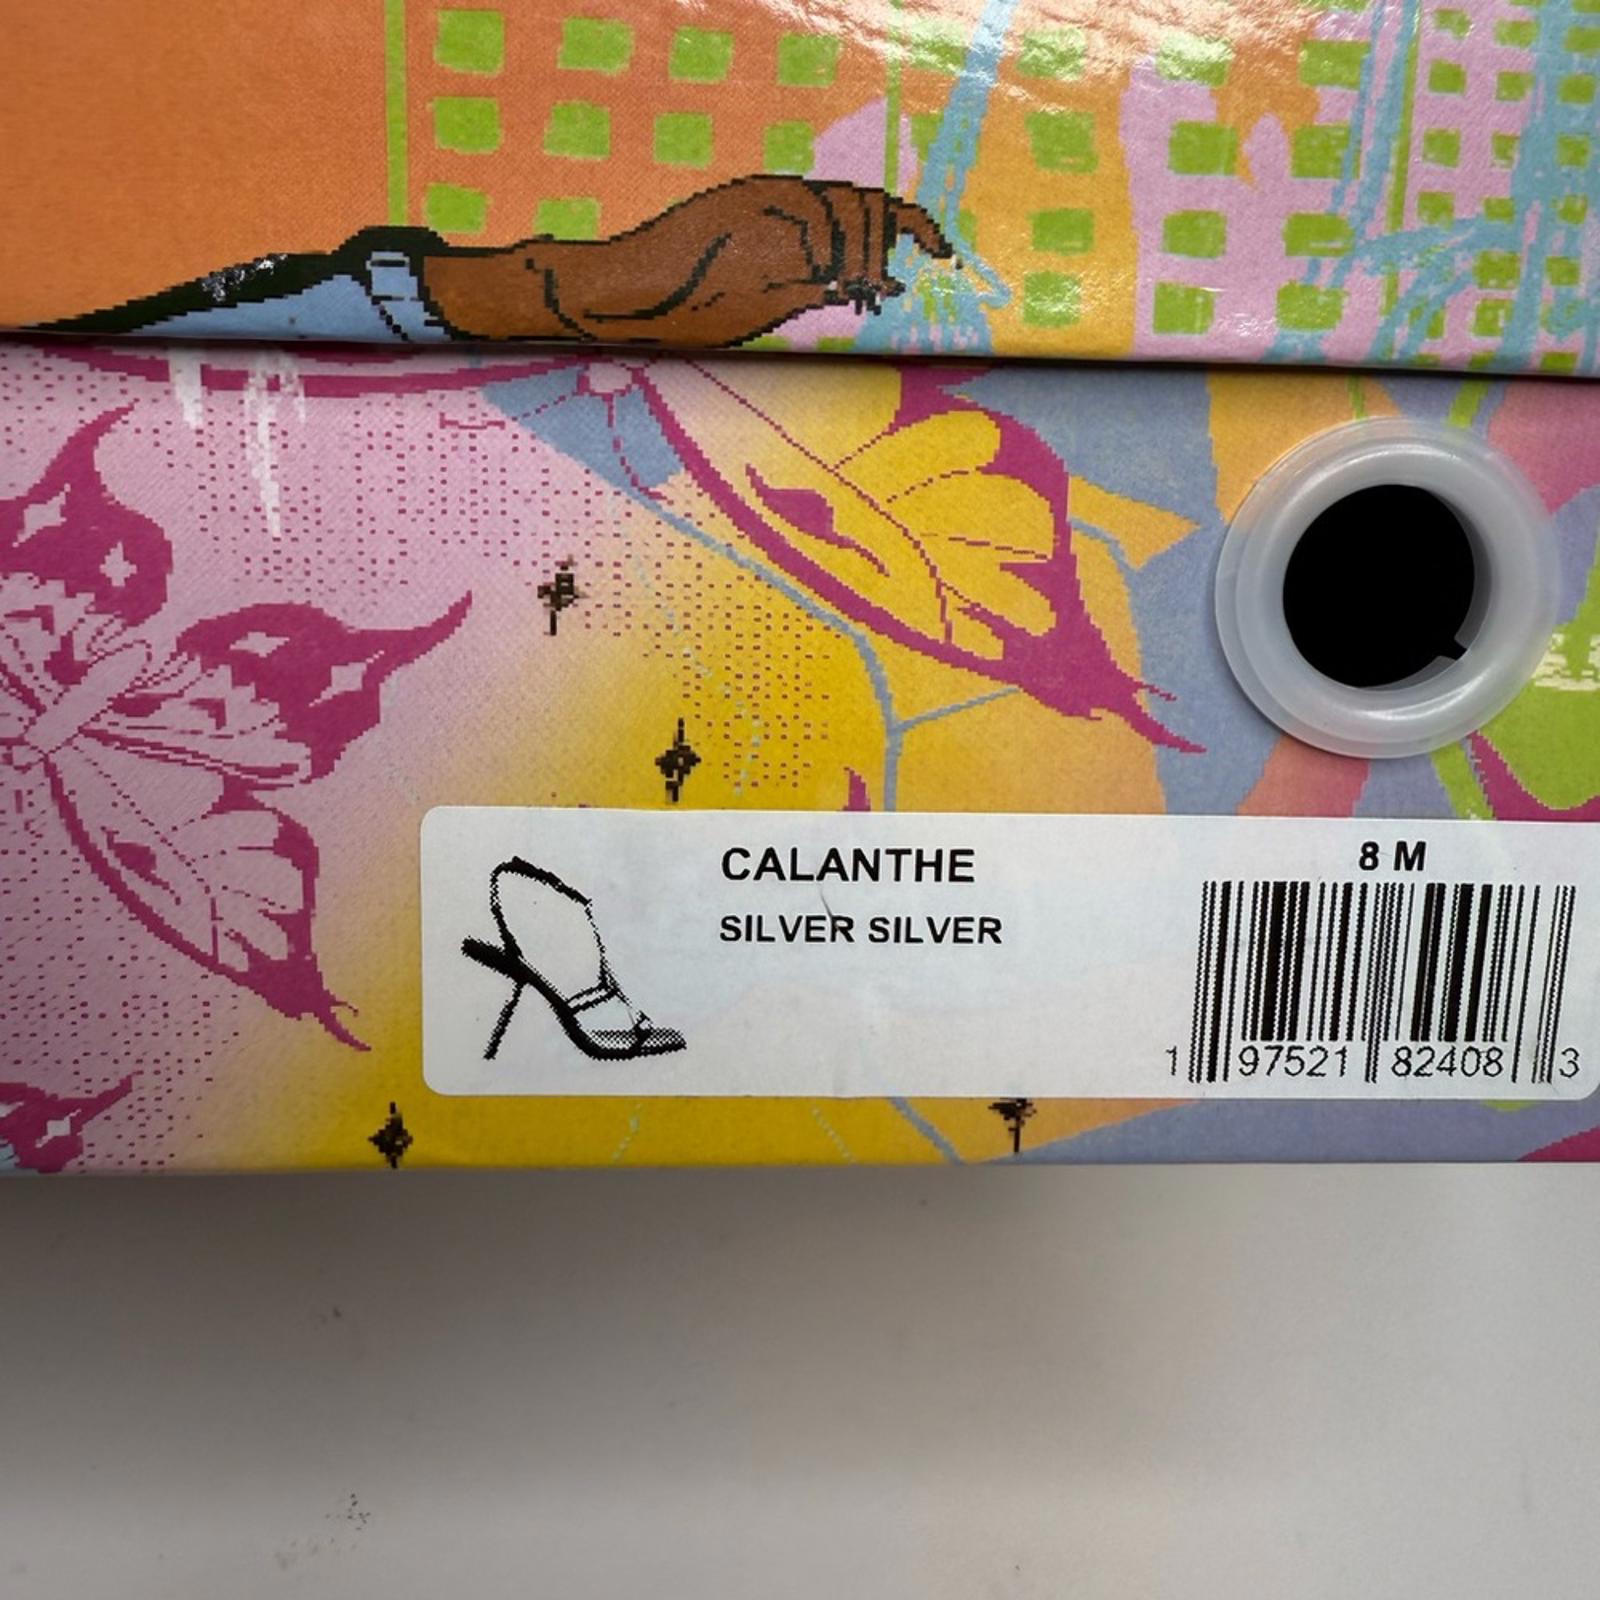 CALANTHE
SILVER SILVER
8 M
1 97521 82408 3